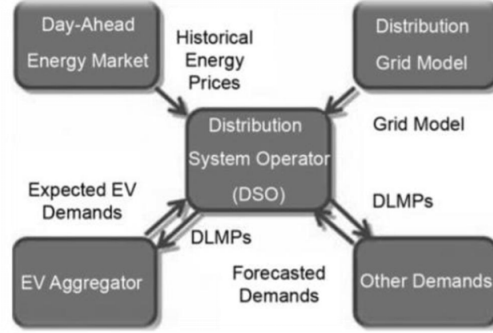 Day-Ahead
Energy Market
Historical
Energy
Prices
Distribution
Grid Model
Grid Model
Distribution
System Operator
(DSO)
Expected EV
Demands
DLMPs
DLMPs
EV Aggregator
Forecasted
Demands
Other Demands